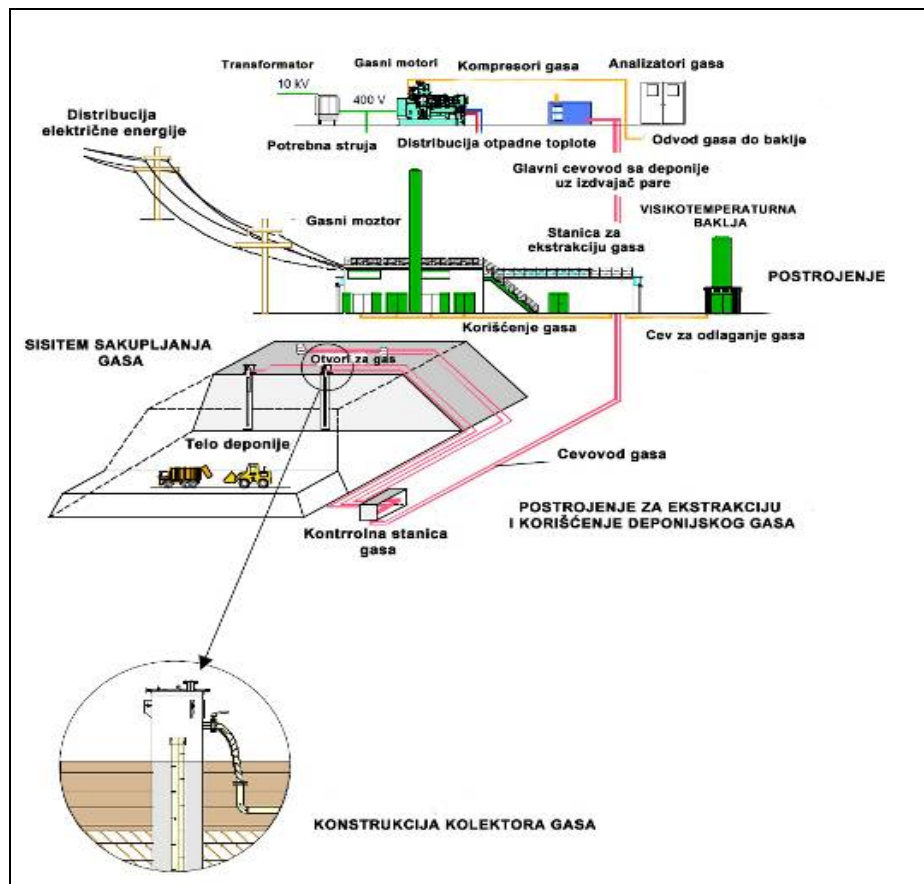 Gasni motori
Transformator
Kompresori gasa
Analizatori gasa
10 kV
400 V
Distribucija
električne energije
Potrebna struja
Distribucija otpadne toplote
Odvod gasa do baklje
Glavni cevovod sa deponije
uz izdvajač pare
VISIKOTEMPERATURNA
BAKLJA
Gasni moztor
Stanica za
ekstrakciju gasa
POSTROJENJE
Korišćenje gasa
Cev za odlaganje gasa
SISITEM SAKUPLJANJA
GASA
Otvori za gas
Telo deponije
Cevovod gasa
Kontrrolna stanica
gasa
POSTROJENJE ZA EKSTRAKCIJU
I KORIŠĆENJE DEPONIJSKOG GASA
KONSTRUKCIJA KOLEKTORA GASA